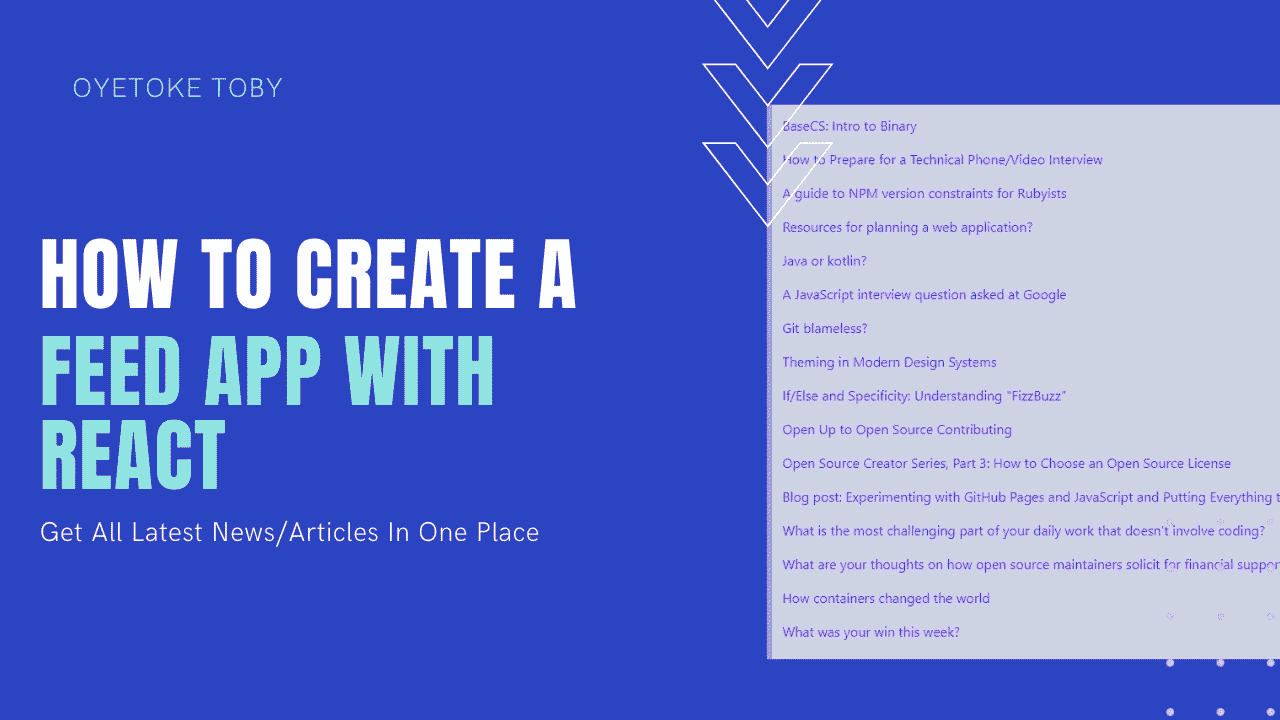 OYETOKE TOBY
HOW TO CREATE A
FEED APP WITH
REACT
Get All Latest News/Articles In One Place
BaseCS: Intro to Binary
How to Prepare for a Technical Phone/Video Interview
A guide to NPM version constraints for Rubyists
Resources for planning a web application?
Java or kotlin?
A JavaScript interview question asked at Google
Git blameless?
Theming in Modern Design Systems
If/Else and Specificity: Understanding "FizzBuzz"
Open Up to Open Source Contributing
Open Source Creator Series, Part 3: How to Choose an Open Source License
Blog post: Experimenting with GitHub Pages and JavaScript and Putting Everything
What is the most challenging part of your daily work that doesn't involve coding?
What are your thoughts on how open source maintainers solicit for financial
How containers changed the world
What was your win this week?